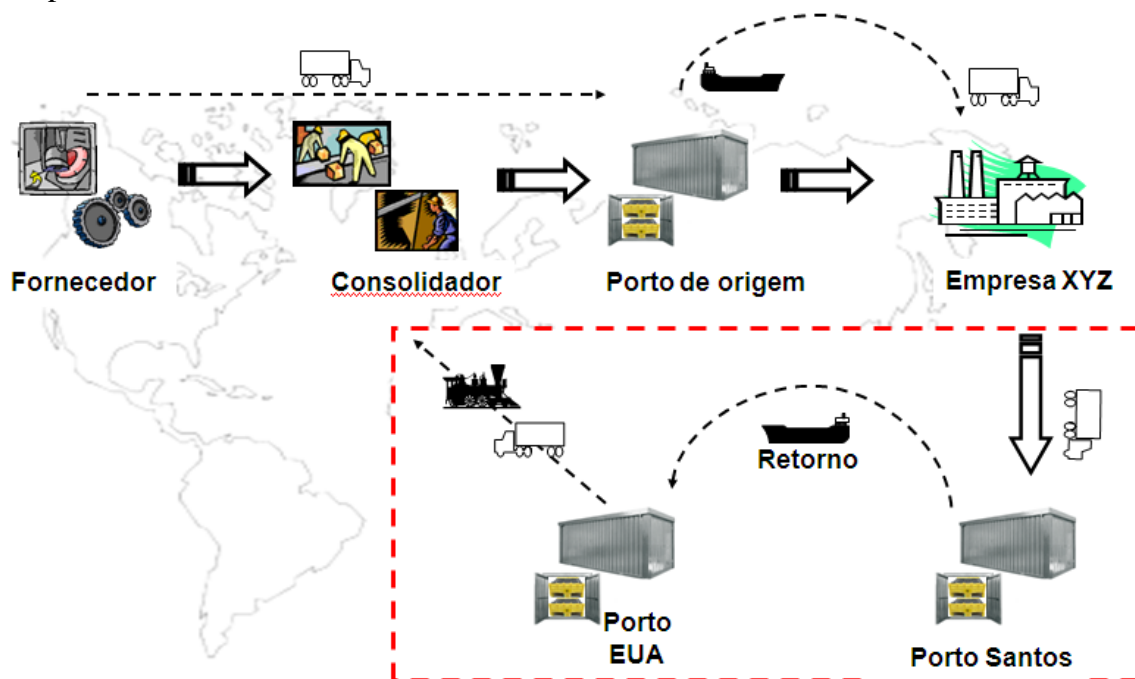 Fornecedor
Consolidador
Porto de origem
Empresa XYZ
Retorno
Porto
EUA
Porto Santos